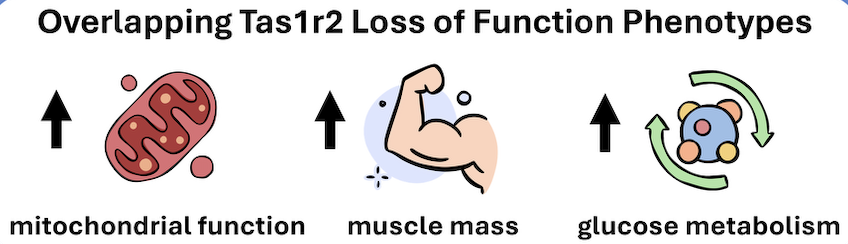 Overlapping Tas1r2 Loss of Function Phenotypes
mitochondrial function
muscle mass
glucose metabolism